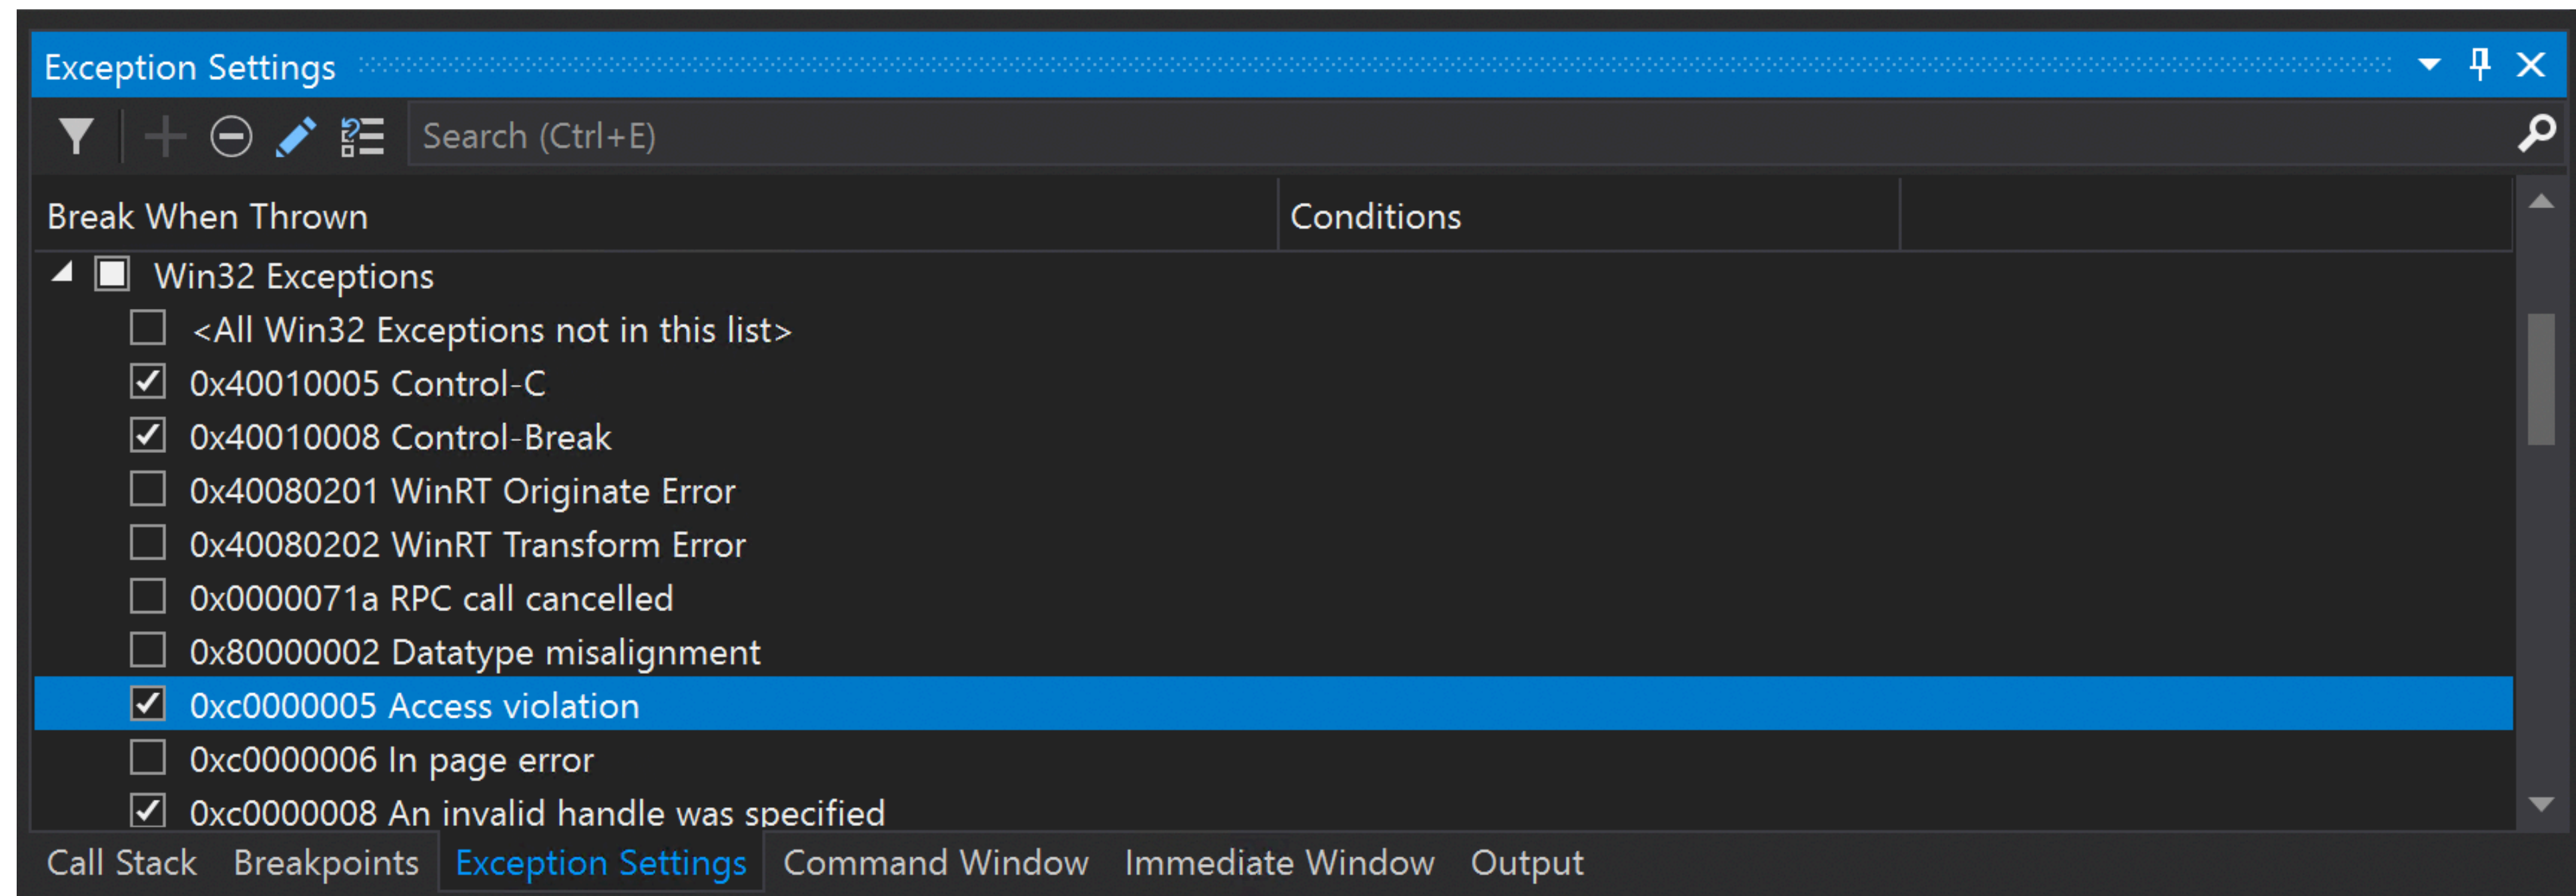 Exception Settings
Search (Ctrl+E)
Break When Thrown Conditions
Win32 Exceptions
<All Win32 Exceptions not in this list>
0x40010005 Control-C
0x40010008 Control-Break
0x40080201 WinRT Originate Error
0x40080202 WinRT Transform Error
0x0000071a RPC call cancelled
0x80000002 Datatype misalignment
0xc0000005 Access violation
0xc0000006 In page error
0xc0000008 An invalid handle was specified
Call Stack Breakpoints Exception Settings Command Window Immediate Window Output